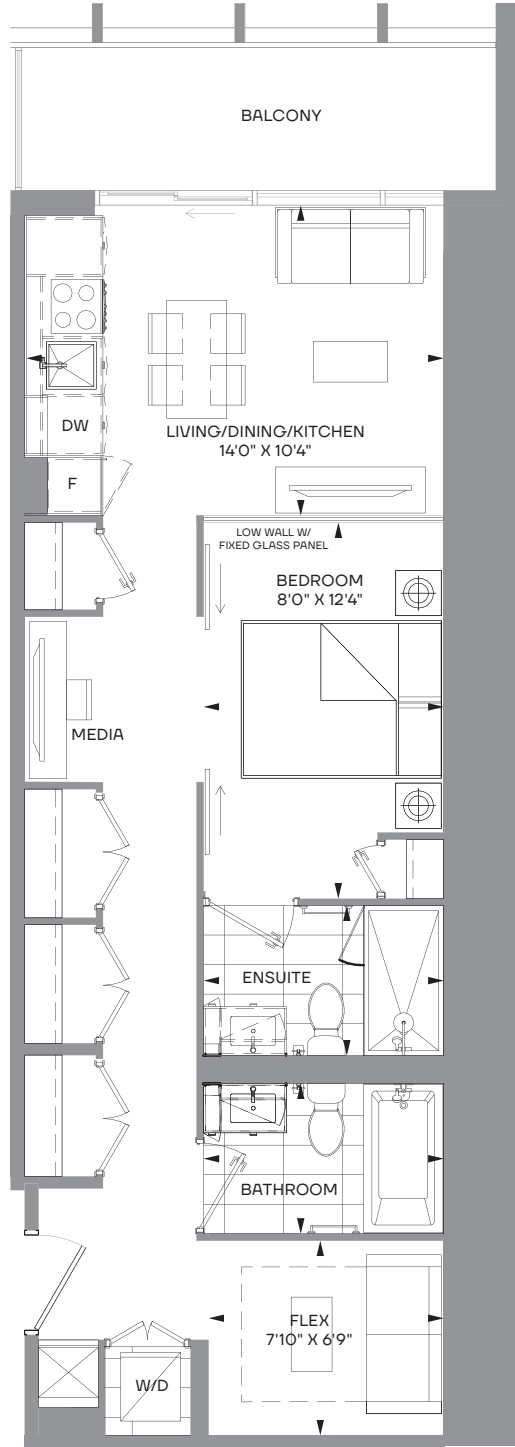 BALCONY
DW
LIVING/DINING/KITCHEN
14'0" X 10'4"
F
LOW WALL W/
FIXED GLASS PANEL
BEDROOM
8'0" X 12'4"
MEDIA
ENSUITE
BATHROOM
FLEX
7'10" X 6'9"
W/D